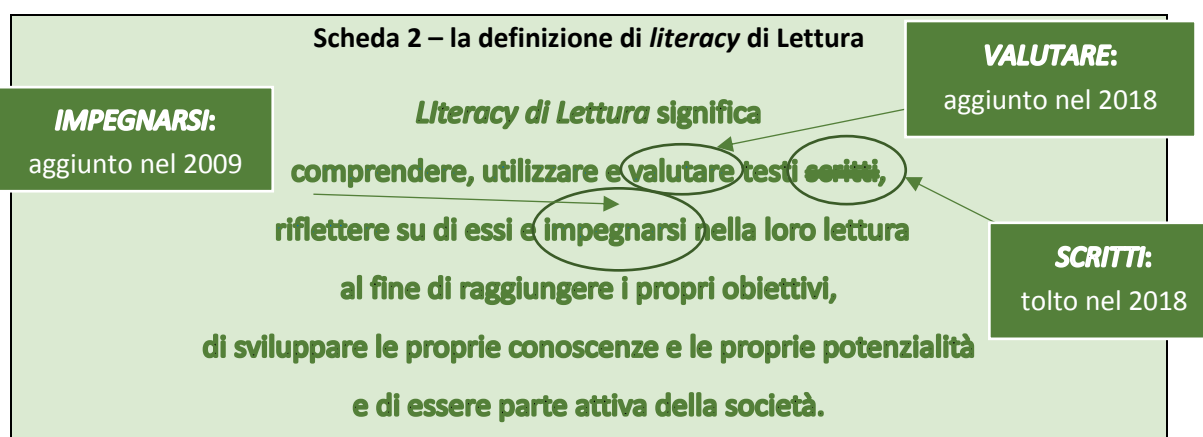 Scheda 2 – la definizione di literacy di Lettura
VALUTARE:
aggiunto nel 2018
IMPEGNARSI:
aggiunto nel 2009
LIteracy di Lettura significa
comprendere, utilizzare e valutare testi scritti,
riflettere su di essi e impegnarsi nella loro lettura
al fine di raggiungere i propri obiettivi,
di sviluppare le proprie conoscenze e le proprie potenzialità
e di essere parte attiva della società.
SCRITTI:
tolto nel 2018